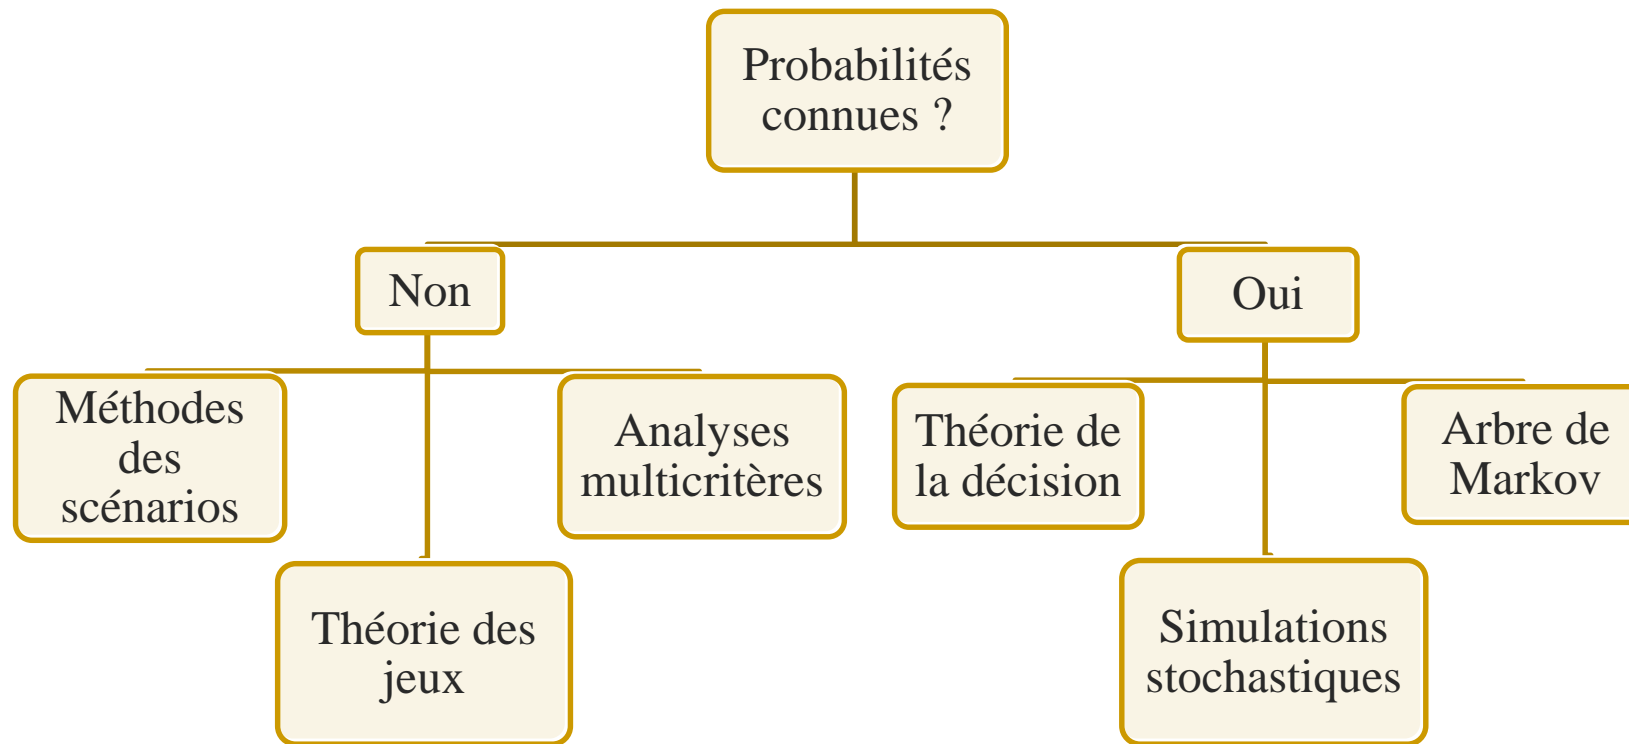 Probabilités
connues ?
Non
Oui
Méthodes
des
scénarios
Analyses
multicritères
Théorie de
la décision
Arbre de
Markov
Théorie des
jeux
Simulations
stochastiques